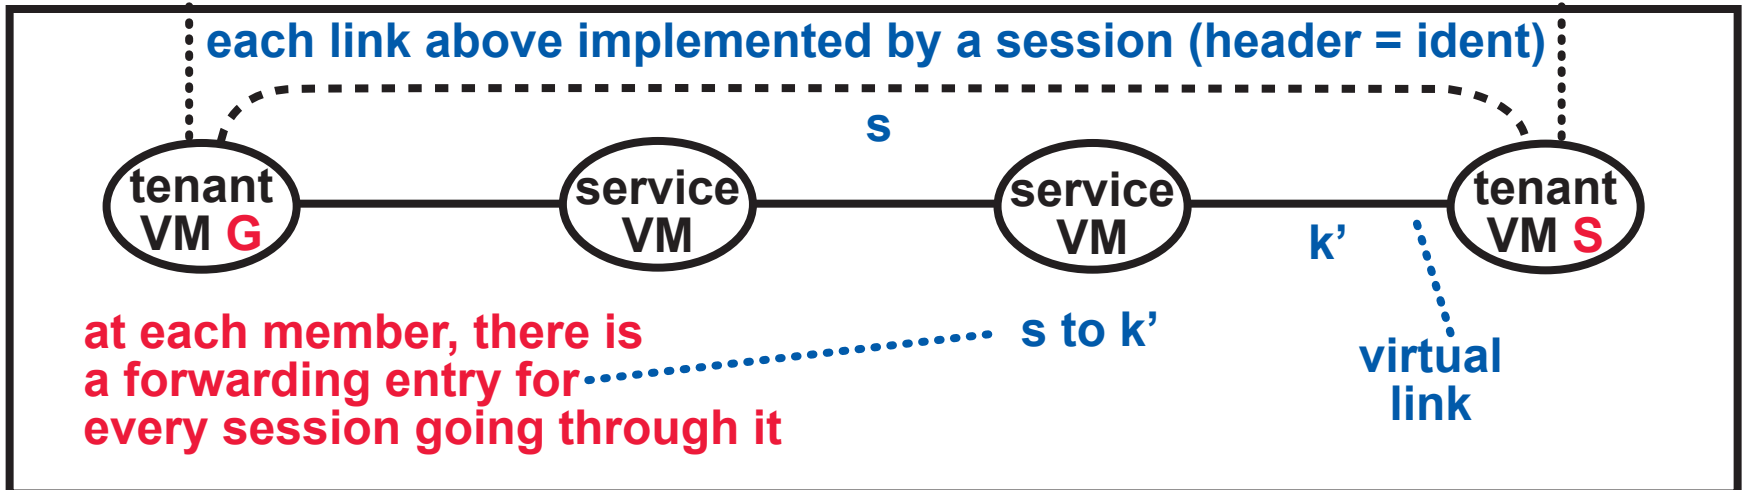 each link above implemented by a session (header = ident)
s
tenant
VM G
service
VM
service
VM
tenant
VM S
k’
at each member, there is
a forwarding entry for
every session going through it
s to k’
virtual
link